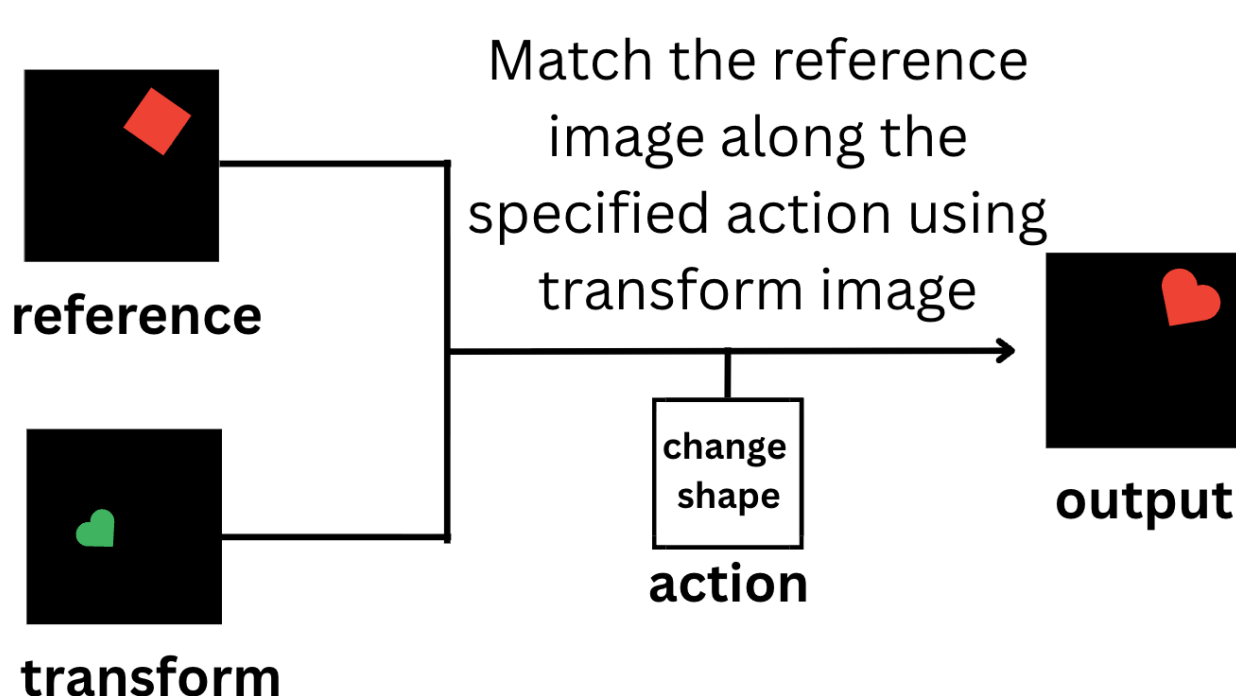 Match the reference
image along the
specified action using
transform image
reference
change
shape
output
action
transform